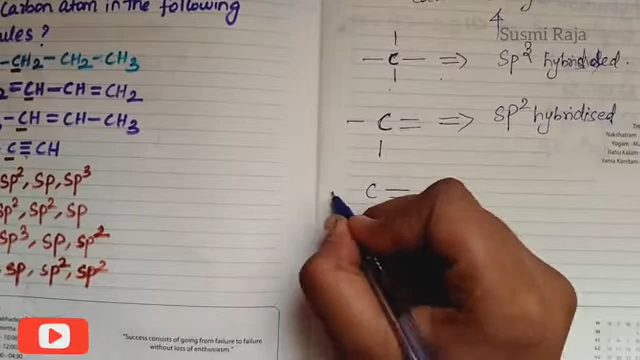 Carbon atom in the following
ules ?
-CH2-CH2-CH3
=CH-CH=CH2
-CH=CH-CH3
C≡CH
sp², sp, sp³
sp², sp², sp
sp³, sp, sp²
sp, sp², sp²
"Success consists of going from failure to failure
without loss of enthusiasm"
4
Susmi Raja
-C- => sp³ hybridised.
-C= => sp² hybridised
C-